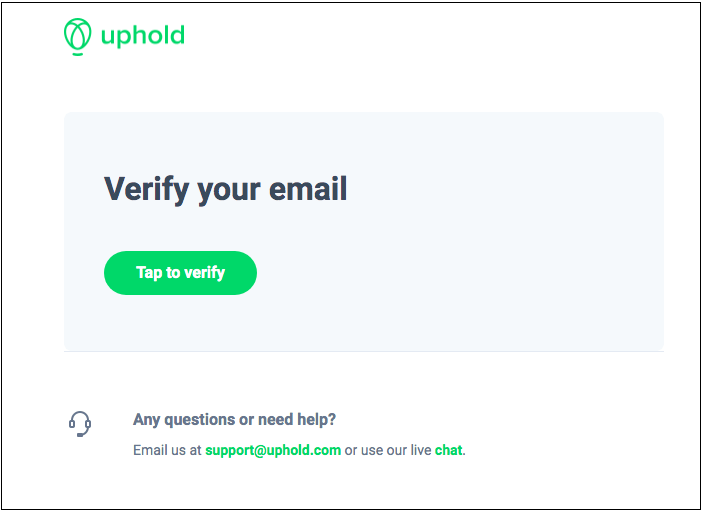 uphold
Verify your email
Tap to verify
Any questions or need help?
Email us at support@uphold.com or use our live chat.